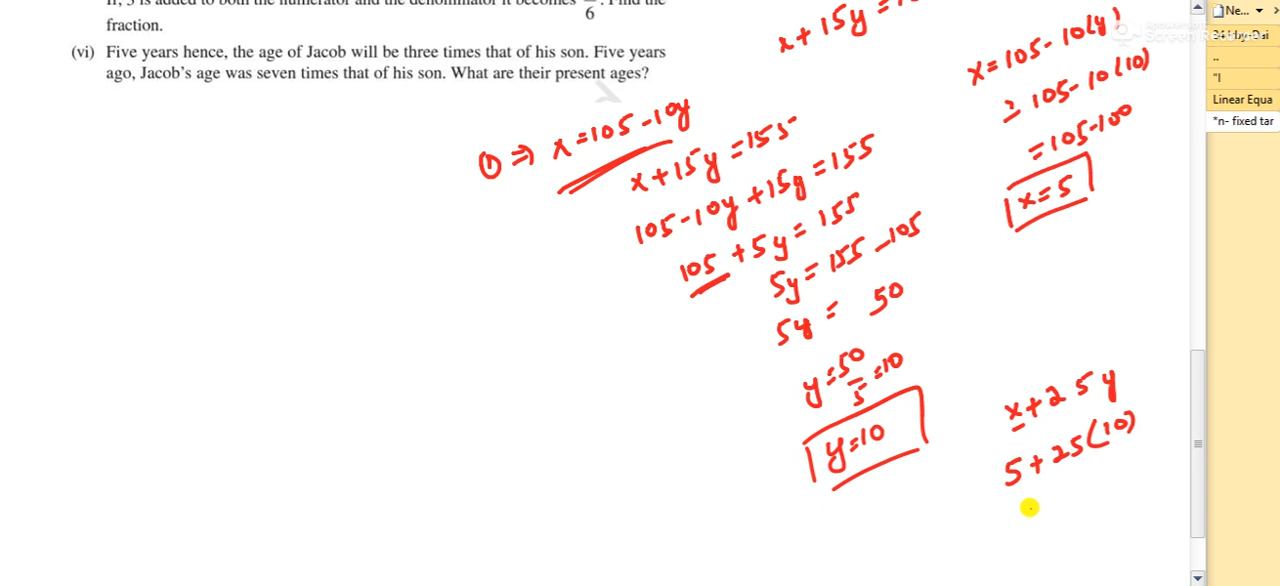 fraction.
(vi) Five years hence, the age of Jacob will be three times that of his son. Five years
ago, Jacob's age was seven times that of his son. What are their present ages?
6
x + 15y =
① ⇒ x = 105 - 10y
x + 15y = 155
105 - 10y + 15y = 155
105 + 5y = 155
5y = 155 - 105
5y = 50
y = 50/5 = 10
y = 10
x = 105 - 10(y)
= 105 - 10(10)
= 105 - 100
x = 5
x + 25y
5 + 25(10)
Ne...
..
"l
Linear Equa
*n- fixed tar